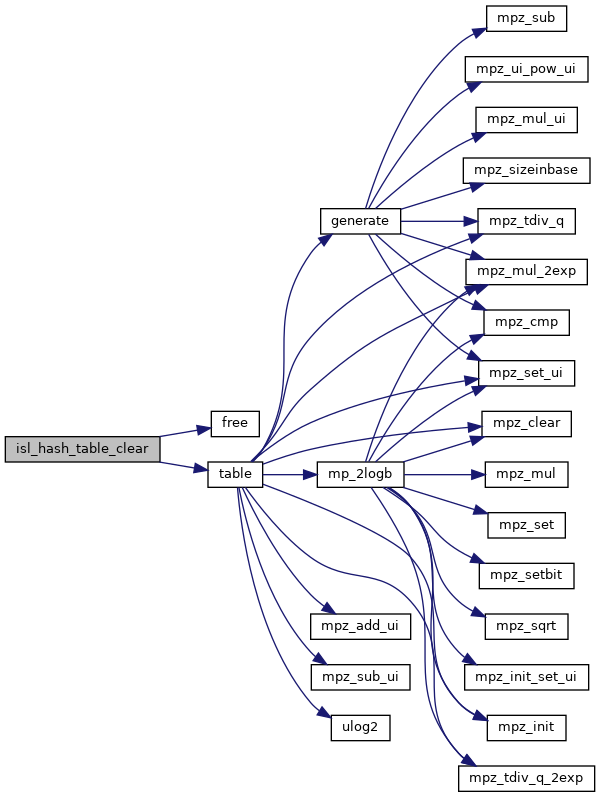 mpz_sub
mpz_ui_pow_ui
mpz_mul_ui
mpz_sizeinbase
generate
mpz_tdiv_q
mpz_mul_2exp
mpz_cmp
mpz_set_ui
free
mpz_clear
isl_hash_table_clear
table
mp_2logb
mpz_mul
mpz_set
mpz_setbit
mpz_add_ui
mpz_sqrt
mpz_sub_ui
mpz_init_set_ui
ulog2
mpz_init
mpz_tdiv_q_2exp